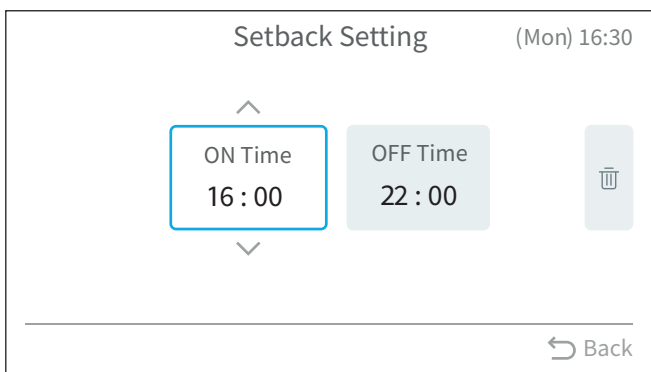 Setback Setting
(Mon) 16:30
ON Time
16 : 00
OFF Time
22 : 00
Back